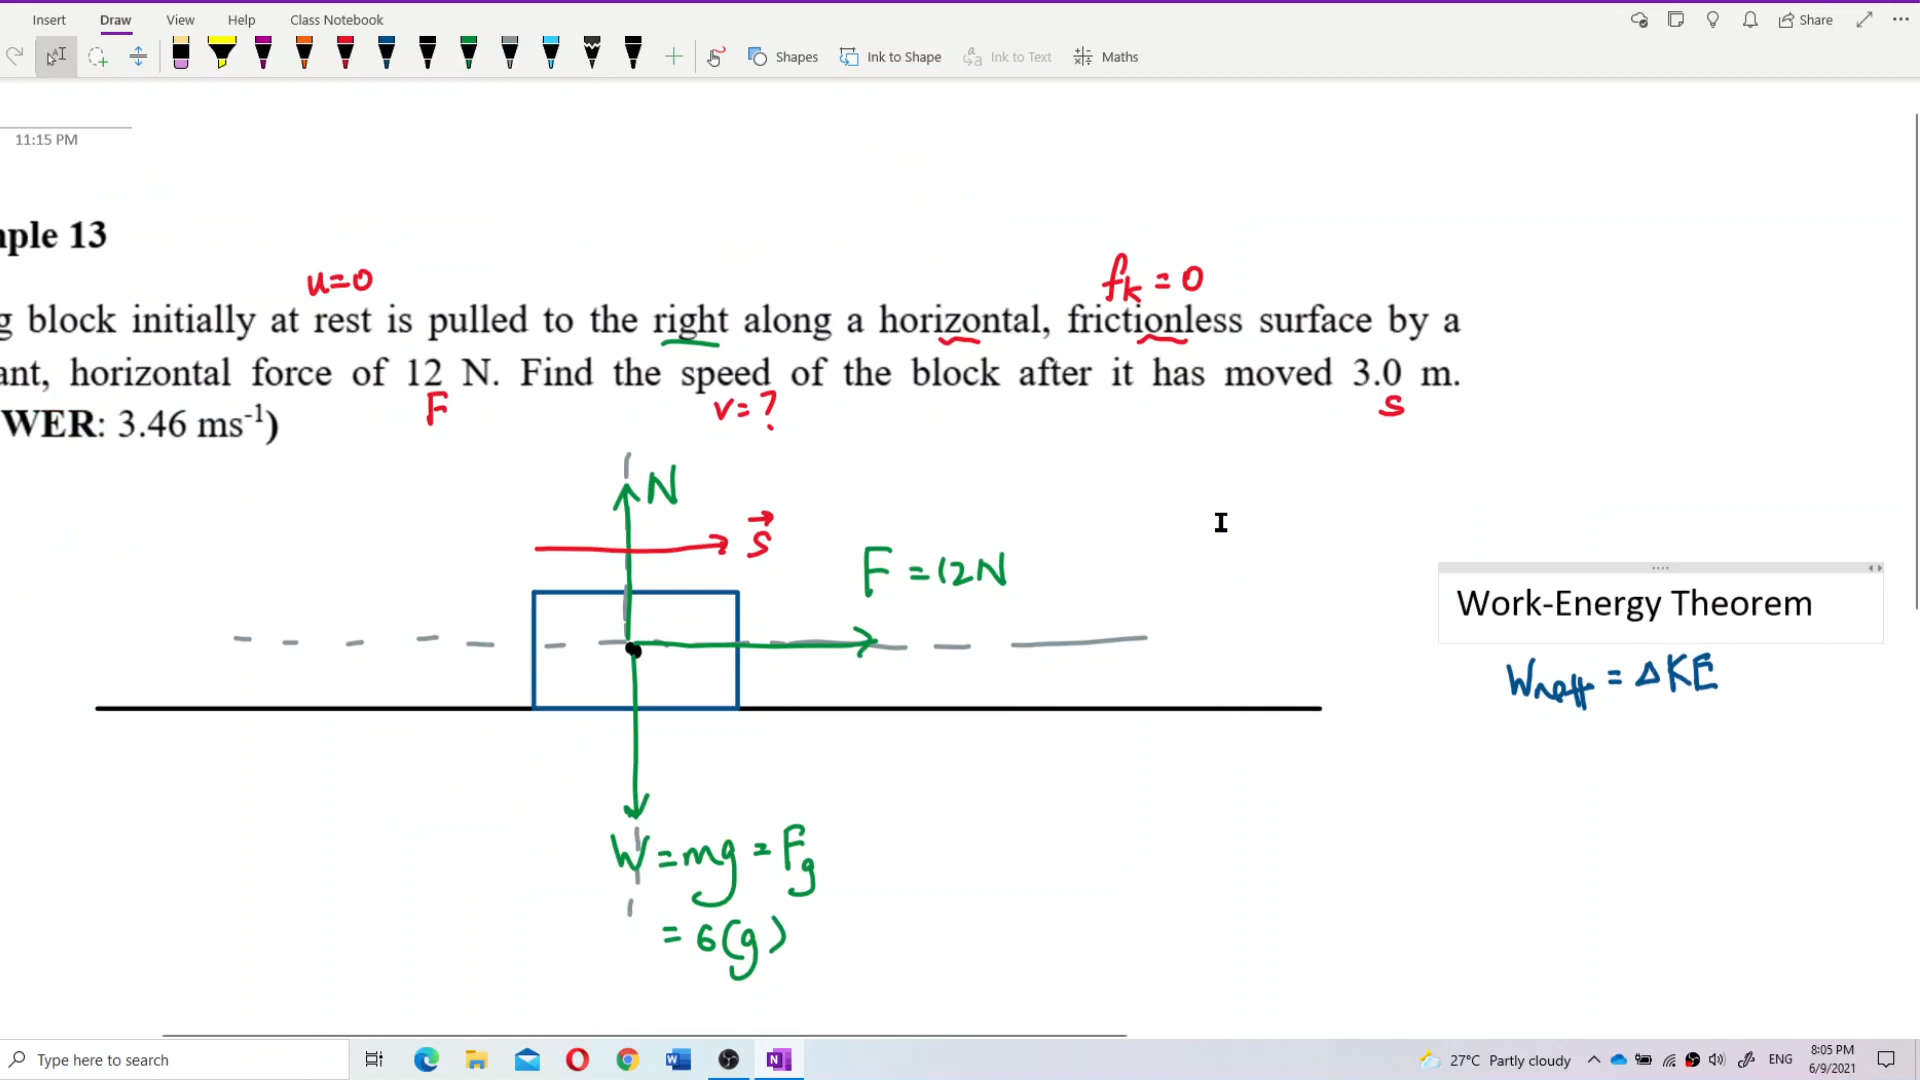 Insert Draw View Help Class Notebook Share
Shapes Ink to Shape Ink to Text Maths
11:15 PM
ple 13
u=0
fk = 0
g block initially at rest is pulled to the right along a horizontal, frictionless surface by a
ant, horizontal force of 12 N. Find the speed of the block after it has moved 3.0 m.
F
v=?
s
WER: 3.46 ms-1)
N
s
F = 12N
Work-Energy Theorem
Wnett = ΔKE
W = mg = Fg
= 6(g)
Type here to search
27°C Partly cloudy
ENG
8:05 PM
6/9/2021